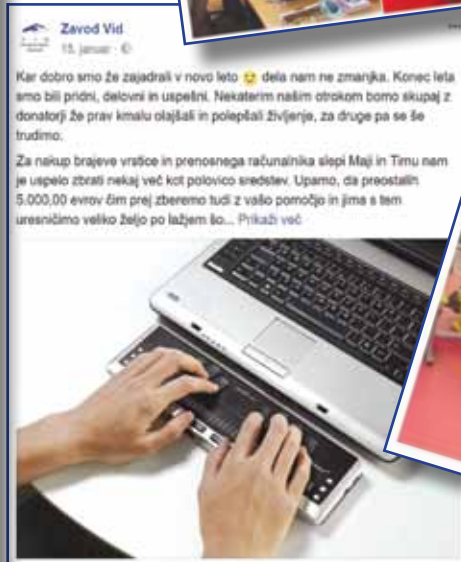 Zavod Vid
15. januar
Kar dobro smo že zajadrali v novo leto 😉 dela nam ne zmanjka. Konec leta
smo bili pridni, delovni in uspešni. Nekaterim našim otrokom bomo skupaj z
donatorji že prav kmalu olajšali in polepšali življenje, za druge pa se še
trudimo.
Za nakup brajeve vrstice in prenosnega računalnika slepi Maji in Timu nam
je uspelo zbrati nekaj več kot polovico sredstev. Upamo, da preostalih
5.000,00 evrov čim prej zberemo tudi z vašo pomočjo in jima s tem
uresničimo veliko željo po lažjem šo... Prikaži več